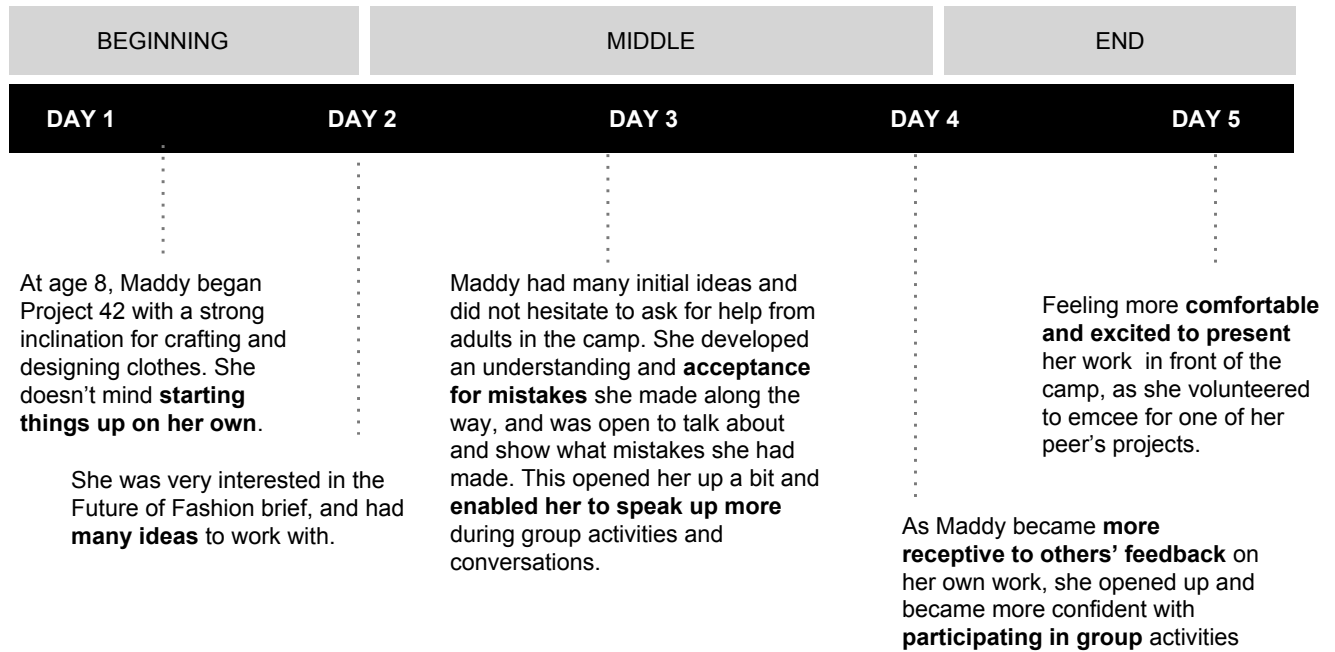 BEGINNING
MIDDLE
END
DAY 1
DAY 2
DAY 3
DAY 4
DAY 5
At age 8, Maddy began
Project 42 with a strong
inclination for crafting and
designing clothes. She
doesn’t mind starting
things up on her own.
She was very interested in the
Future of Fashion brief, and had
many ideas to work with.
Maddy had many initial ideas and
did not hesitate to ask for help from
adults in the camp. She developed
an understanding and acceptance
for mistakes she made along the
way, and was open to talk about
and show what mistakes she had
made. This opened her up a bit and
enabled her to speak up more
during group activities and
conversations.
As Maddy became more
receptive to others’ feedback on
her own work, she opened up and
became more confident with
participating in group activities
Feeling more comfortable
and excited to present
her work in front of the
camp, as she volunteered
to emcee for one of her
peer’s projects.